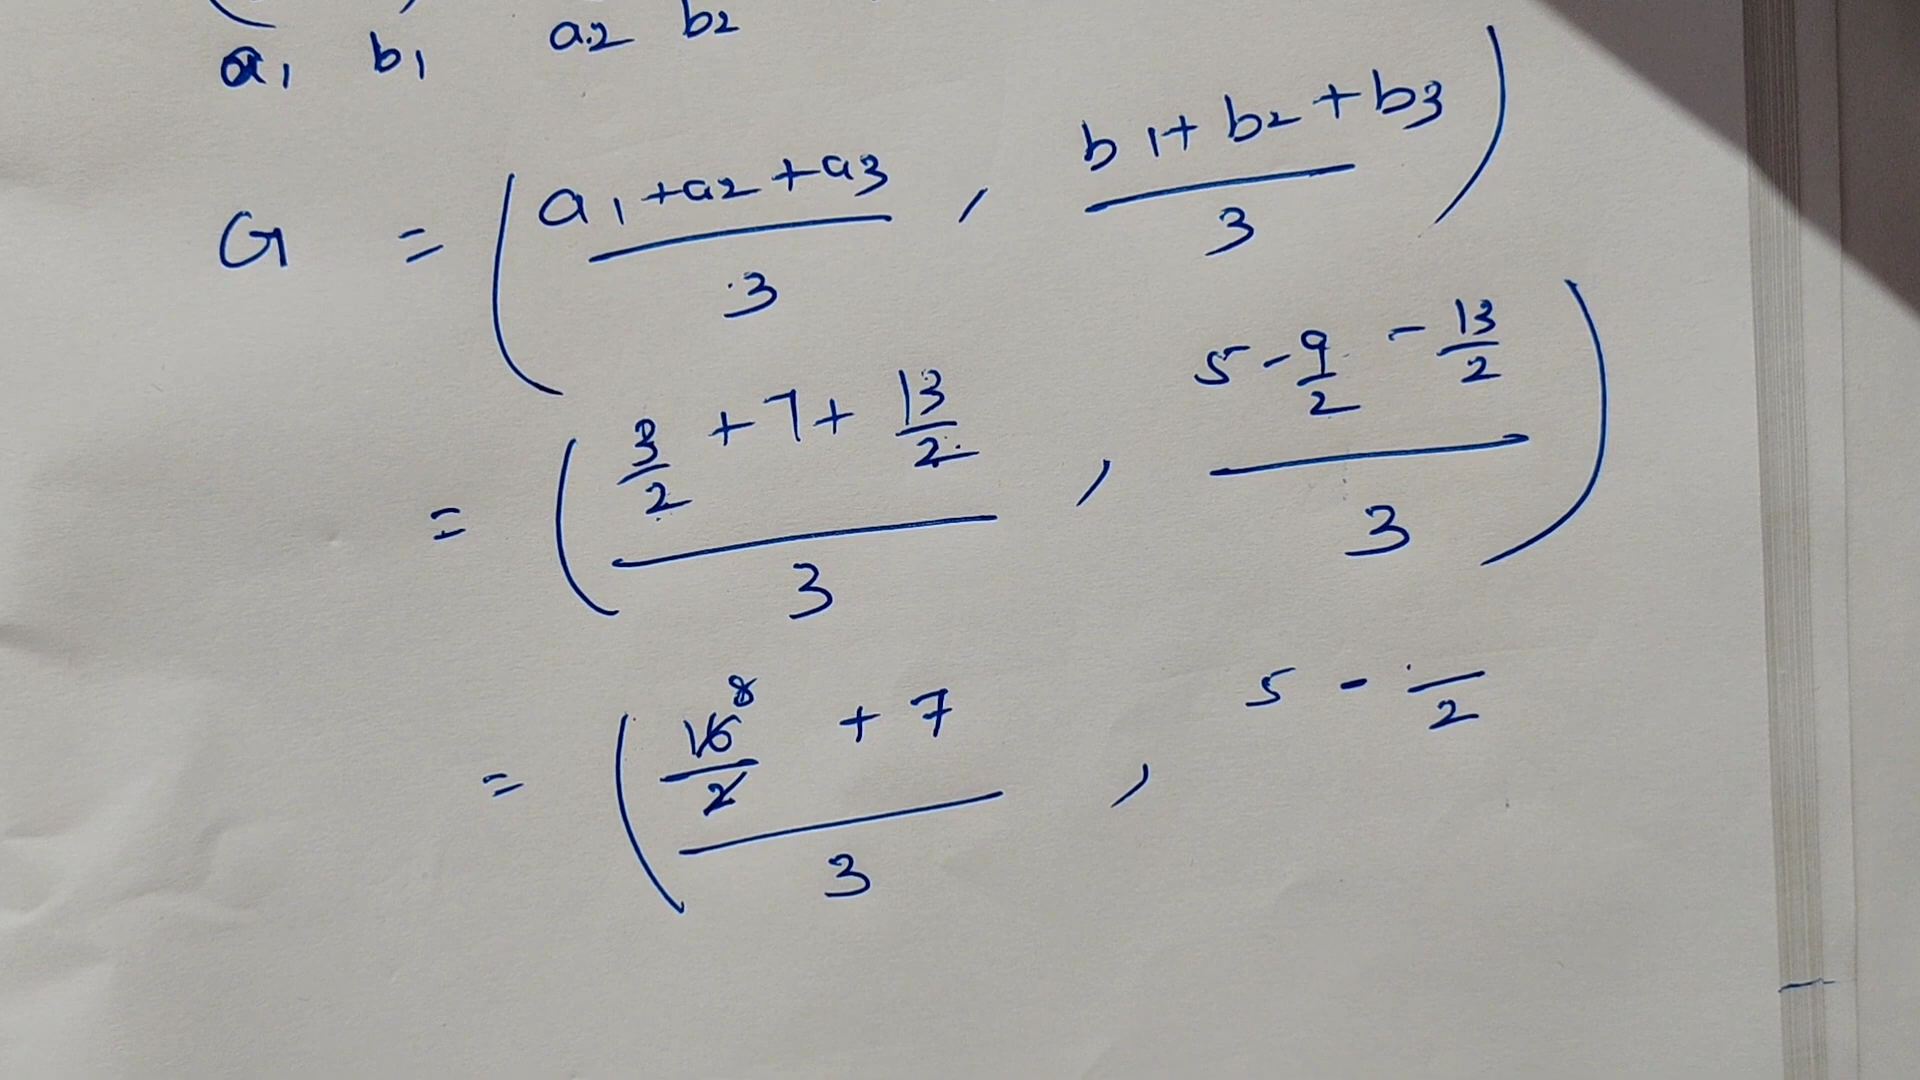 a1 b1 a2 b2
G = ( a1+a2+a3 / 3 , b1+b2+b3 / 3 )
= ( 3/2 + 7 + 13/2 / 3 , 5 - 9/2 - 13/2 / 3 )
= ( 16/2 8 + 7 / 3 , 5 - /2